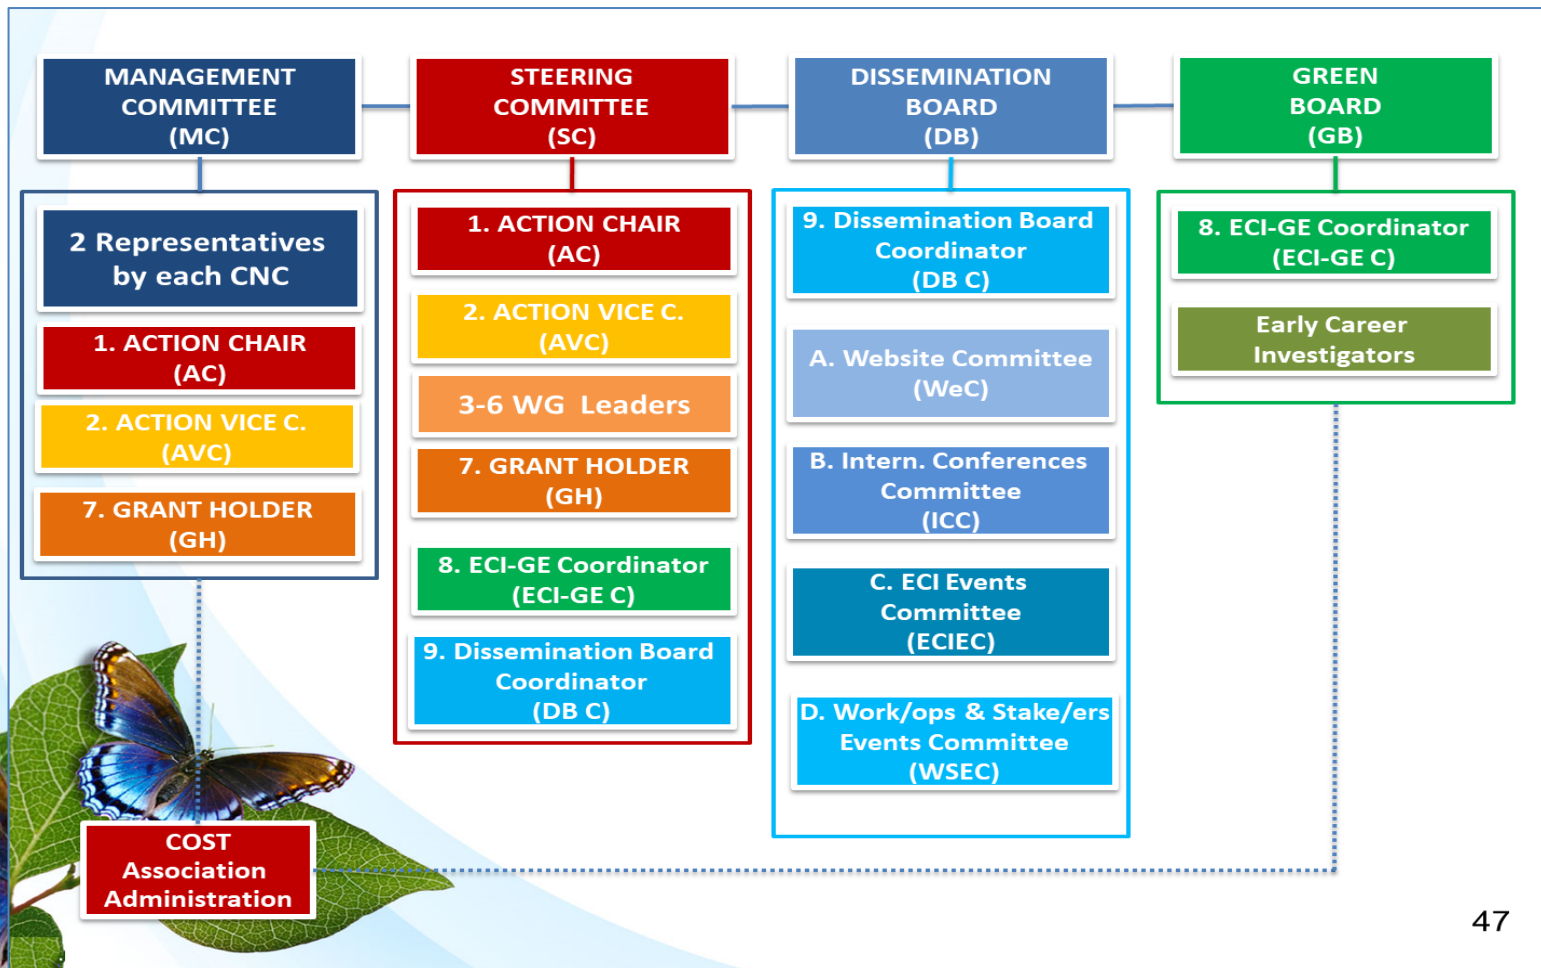 MANAGEMENT
COMMITTEE
(MC)
2 Representatives
by each CNC
1. ACTION CHAIR
(AC)
2. ACTION VICE C.
(AVC)
7. GRANT HOLDER
(GH)
COST
Association
Administration
STEERING
COMMITTEE
(SC)
1. ACTION CHAIR
(AC)
2. ACTION VICE C.
(AVC)
3-6 WG Leaders
7. GRANT HOLDER
(GH)
8. ECI-GE Coordinator
(ECI-GE C)
9. Dissemination Board
Coordinator
(DB C)
DISSEMINATION
BOARD
(DB)
9. Dissemination Board
Coordinator
(DB C)
A. Website Committee
(WeC)
B. Intern. Conferences
Committee
(ICC)
C. ECI Events
Committee
(ECIEC)
D. Work/ops & Stake/ers
Events Committee
(WSEC)
GREEN
BOARD
(GB)
8. ECI-GE Coordinator
(ECI-GE C)
Early Career
Investigators
47